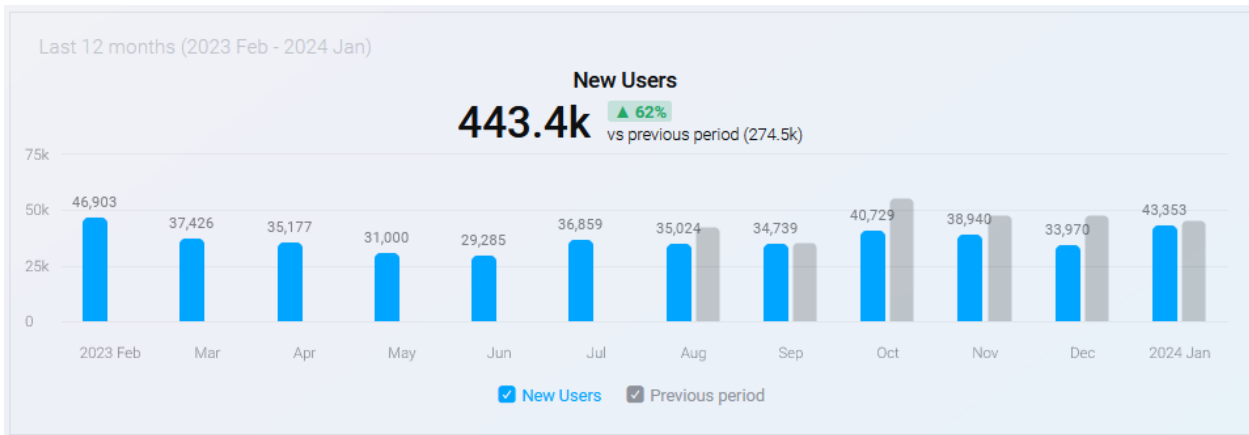 Last 12 months (2023 Feb - 2024 Jan)
New Users
443.4k ▲ 62%
vs previous period (274.5k)
75k
50k
25k
0
46,903 37,426 35,177 31,000 29,285 36,859 35,024 34,739 40,729 38,940 33,970 43,353
2023 Feb Mar Apr May Jun Jul Aug Sep Oct Nov Dec 2024 Jan
New Users Previous period